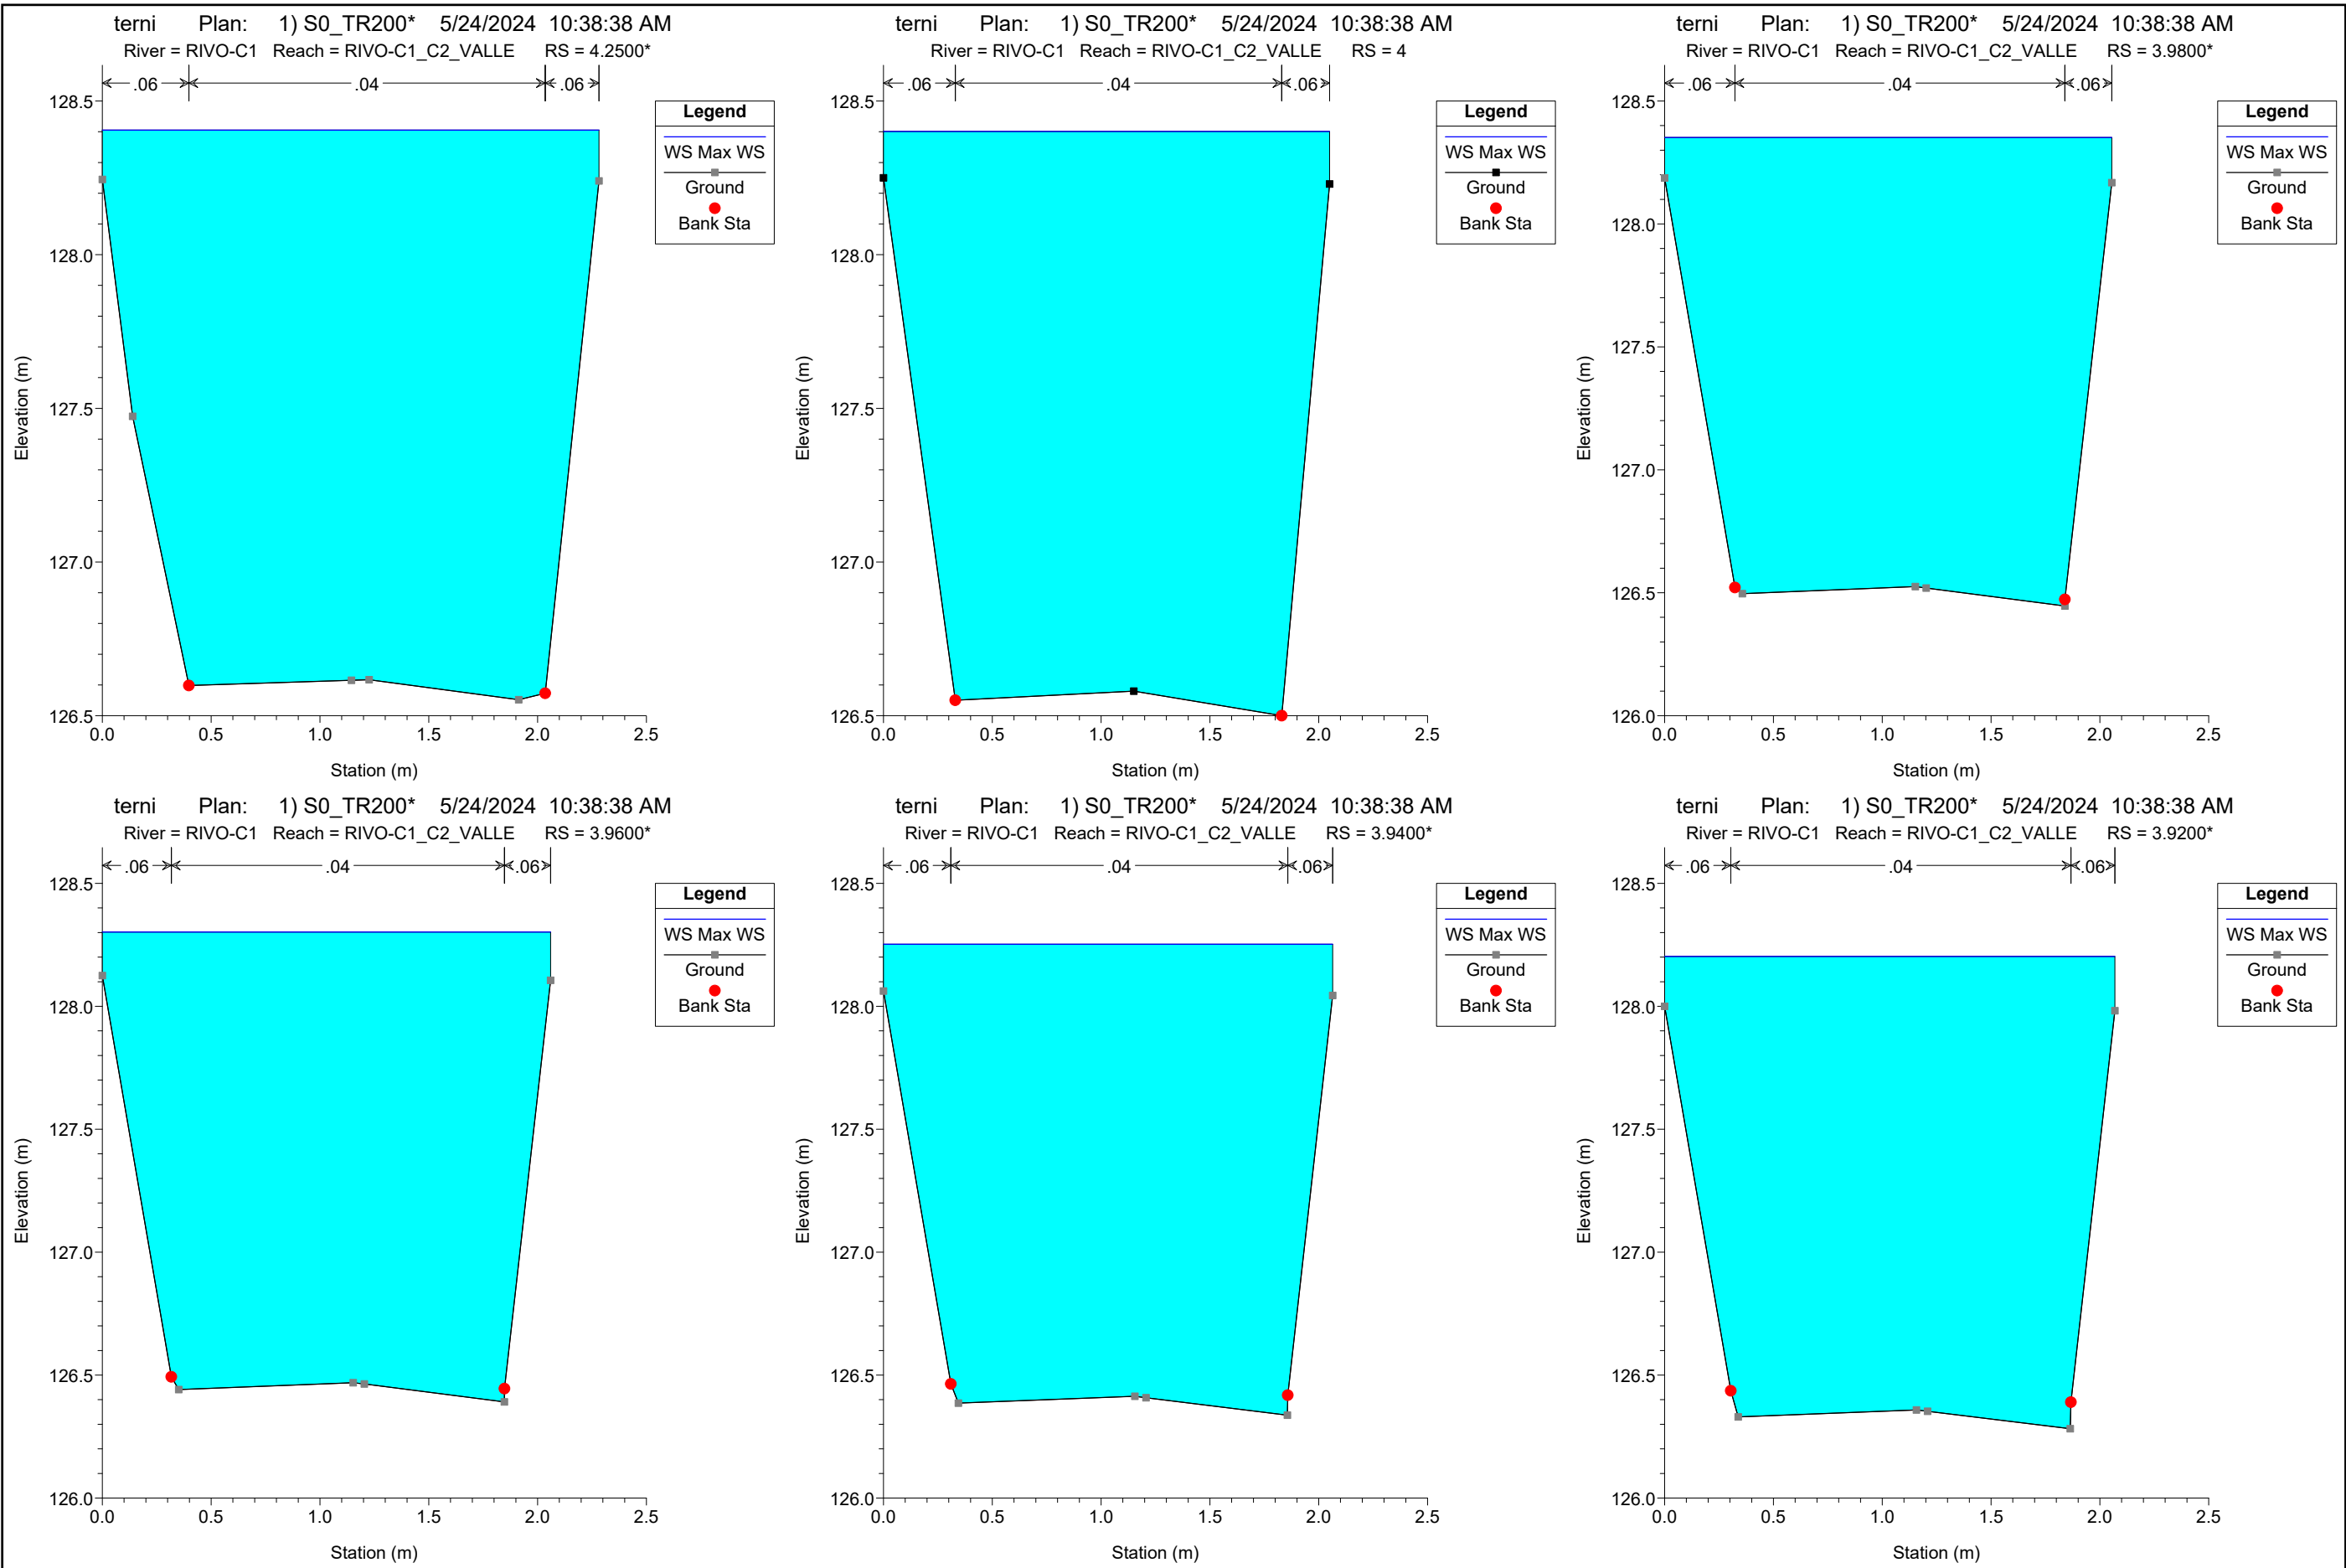 terni Plan: 1) S0_TR200* 5/24/2024 10:38:38 AM
River = RIVO-C1 Reach = RIVO-C1_C2_VALLE RS = 4.2500*
.06 .04 .06
128.5
128.0
127.5
127.0
126.5
0.0 0.5 1.0 1.5 2.0 2.5
Station (m)
Elevation (m)
Legend
WS Max WS
Ground
Bank Sta
terni Plan: 1) S0_TR200* 5/24/2024 10:38:38 AM
River = RIVO-C1 Reach = RIVO-C1_C2_VALLE RS = 4
.06 .04 .06
128.5
128.0
127.5
127.0
126.5
0.0 0.5 1.0 1.5 2.0 2.5
Station (m)
Elevation (m)
Legend
WS Max WS
Ground
Bank Sta
terni Plan: 1) S0_TR200* 5/24/2024 10:38:38 AM
River = RIVO-C1 Reach = RIVO-C1_C2_VALLE RS = 3.9800*
.06 .04 .06
128.5
128.0
127.5
127.0
126.5
126.0
0.0 0.5 1.0 1.5 2.0 2.5
Station (m)
Elevation (m)
Legend
WS Max WS
Ground
Bank Sta
terni Plan: 1) S0_TR200* 5/24/2024 10:38:38 AM
River = RIVO-C1 Reach = RIVO-C1_C2_VALLE RS = 3.9600*
.06 .04 .06
128.5
128.0
127.5
127.0
126.5
126.0
0.0 0.5 1.0 1.5 2.0 2.5
Station (m)
Elevation (m)
Legend
WS Max WS
Ground
Bank Sta
terni Plan: 1) S0_TR200* 5/24/2024 10:38:38 AM
River = RIVO-C1 Reach = RIVO-C1_C2_VALLE RS = 3.9400*
.06 .04 .06
128.5
128.0
127.5
127.0
126.5
126.0
0.0 0.5 1.0 1.5 2.0 2.5
Station (m)
Elevation (m)
Legend
WS Max WS
Ground
Bank Sta
terni Plan: 1) S0_TR200* 5/24/2024 10:38:38 AM
River = RIVO-C1 Reach = RIVO-C1_C2_VALLE RS = 3.9200*
.06 .04 .06
128.5
128.0
127.5
127.0
126.5
126.0
0.0 0.5 1.0 1.5 2.0 2.5
Station (m)
Elevation (m)
Legend
WS Max WS
Ground
Bank Sta